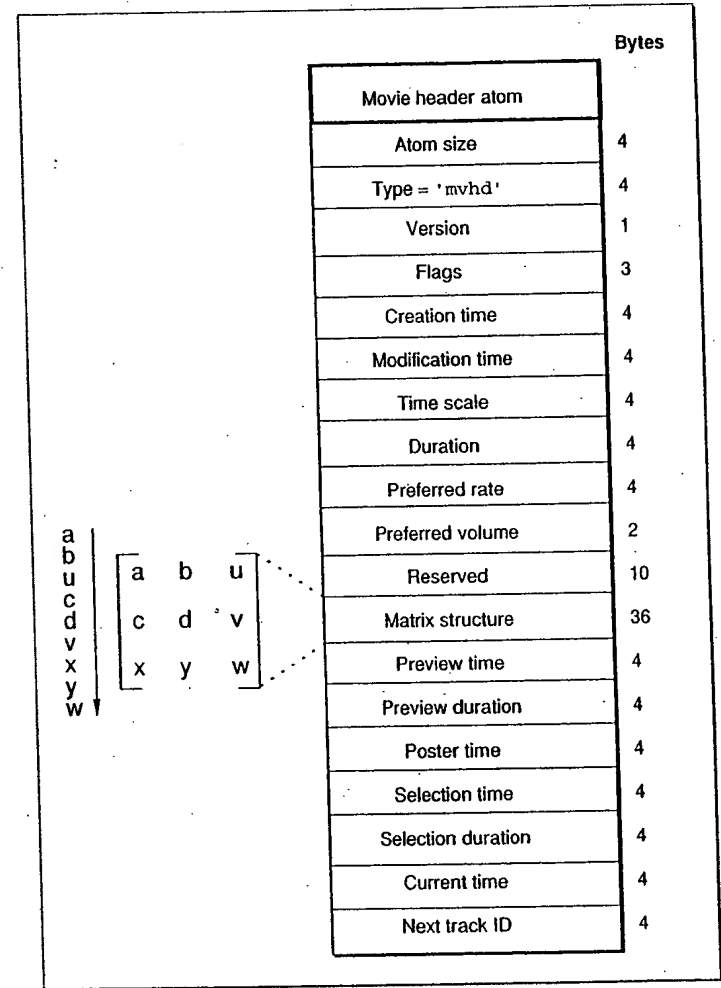 Bytes
Movie header atom
Atom size 4
Type = 'mvhd' 4
Version 1
Flags 3
Creation time 4
Modification time 4
Time scale 4
Duration 4
Preferred rate 4
Preferred volume 2
Reserved 10
Matrix structure 36
Preview time 4
Preview duration 4
Poster time 4
Selection time 4
Selection duration 4
Current time 4
Next track ID 4
a
b
u
c
d
v
x
y
w
a b u
c d v
x y w